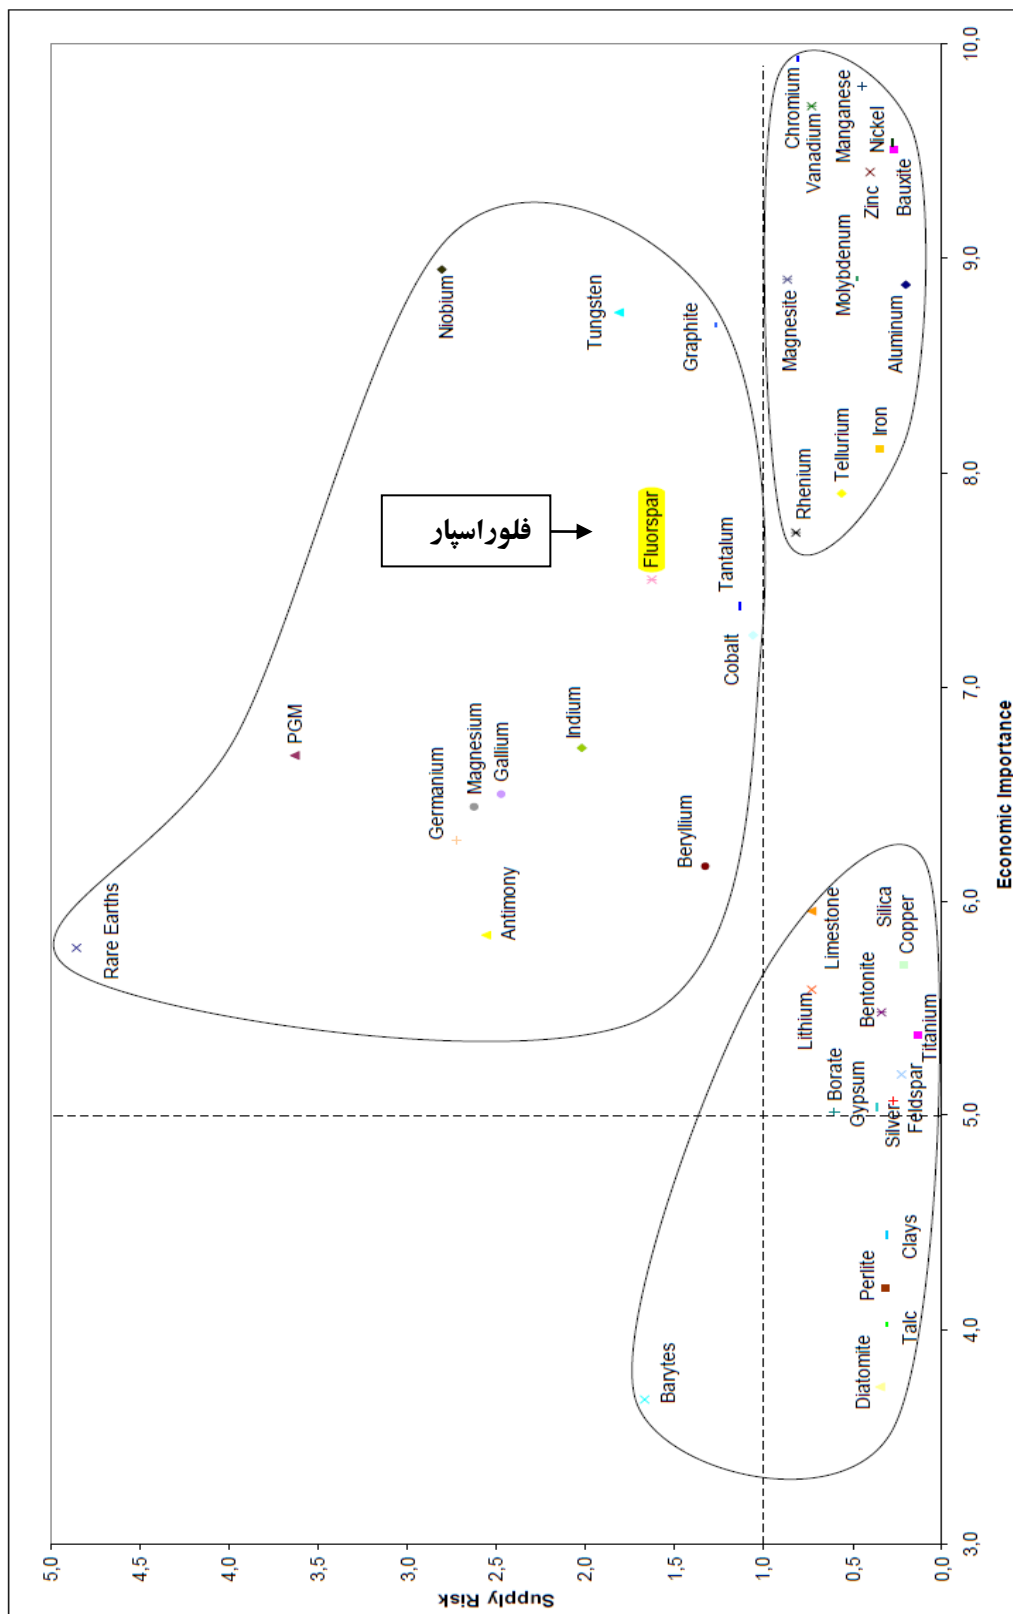 Supply Risk
5,0
4,5
4,0
3,5
3,0
2,5
2,0
1,5
1,0
0,5
0,0
Rare Earths
PGM
Niobium
Germanium
Magnesium
Gallium
Antimony
Indium
Tungsten
فلوراسپار
Fluorspar
Graphite
Tantalum
Cobalt
Beryllium
Barytes
Chromium
Vanadium
Manganese
Nickel
Zinc
Bauxite
Magnesite
Molybdenum
Aluminum
Rhenium
Tellurium
Iron
Limestone
Lithium
Silica
Copper
Bentonite
Titanium
Borate
Gypsum
Silver
Feldspar
Clays
Perlite
Talc
Diatomite
3,0
4,0
5,0
6,0
7,0
8,0
9,0
10,0
Economic Importance